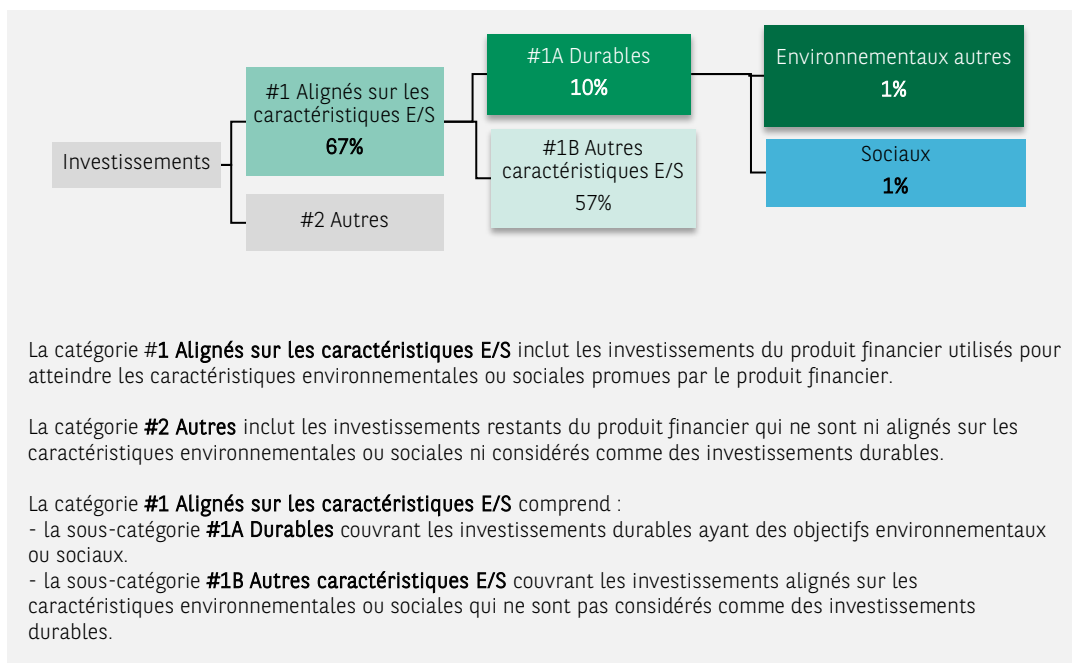 #1A Durables
10%
Environnementaux autres
1%
#1 Alignés sur les
caractéristiques E/S
67%
#1B Autres
caractéristiques E/S
57%
Investissements
Sociaux
1%
#2 Autres
La catégorie #1 Alignés sur les caractéristiques E/S inclut les investissements du produit financier utilisés pour
atteindre les caractéristiques environnementales ou sociales promues par le produit financier.
La catégorie #2 Autres inclut les investissements restants du produit financier qui ne sont ni alignés sur les
caractéristiques environnementales ou sociales ni considérés comme des investissements durables.
La catégorie #1 Alignés sur les caractéristiques E/S comprend :
- la sous-catégorie #1A Durables couvrant les investissements durables ayant des objectifs environnementaux
ou sociaux.
- la sous-catégorie #1B Autres caractéristiques E/S couvrant les investissements alignés sur les
caractéristiques environnementales ou sociales qui ne sont pas considérés comme des investissements
durables.